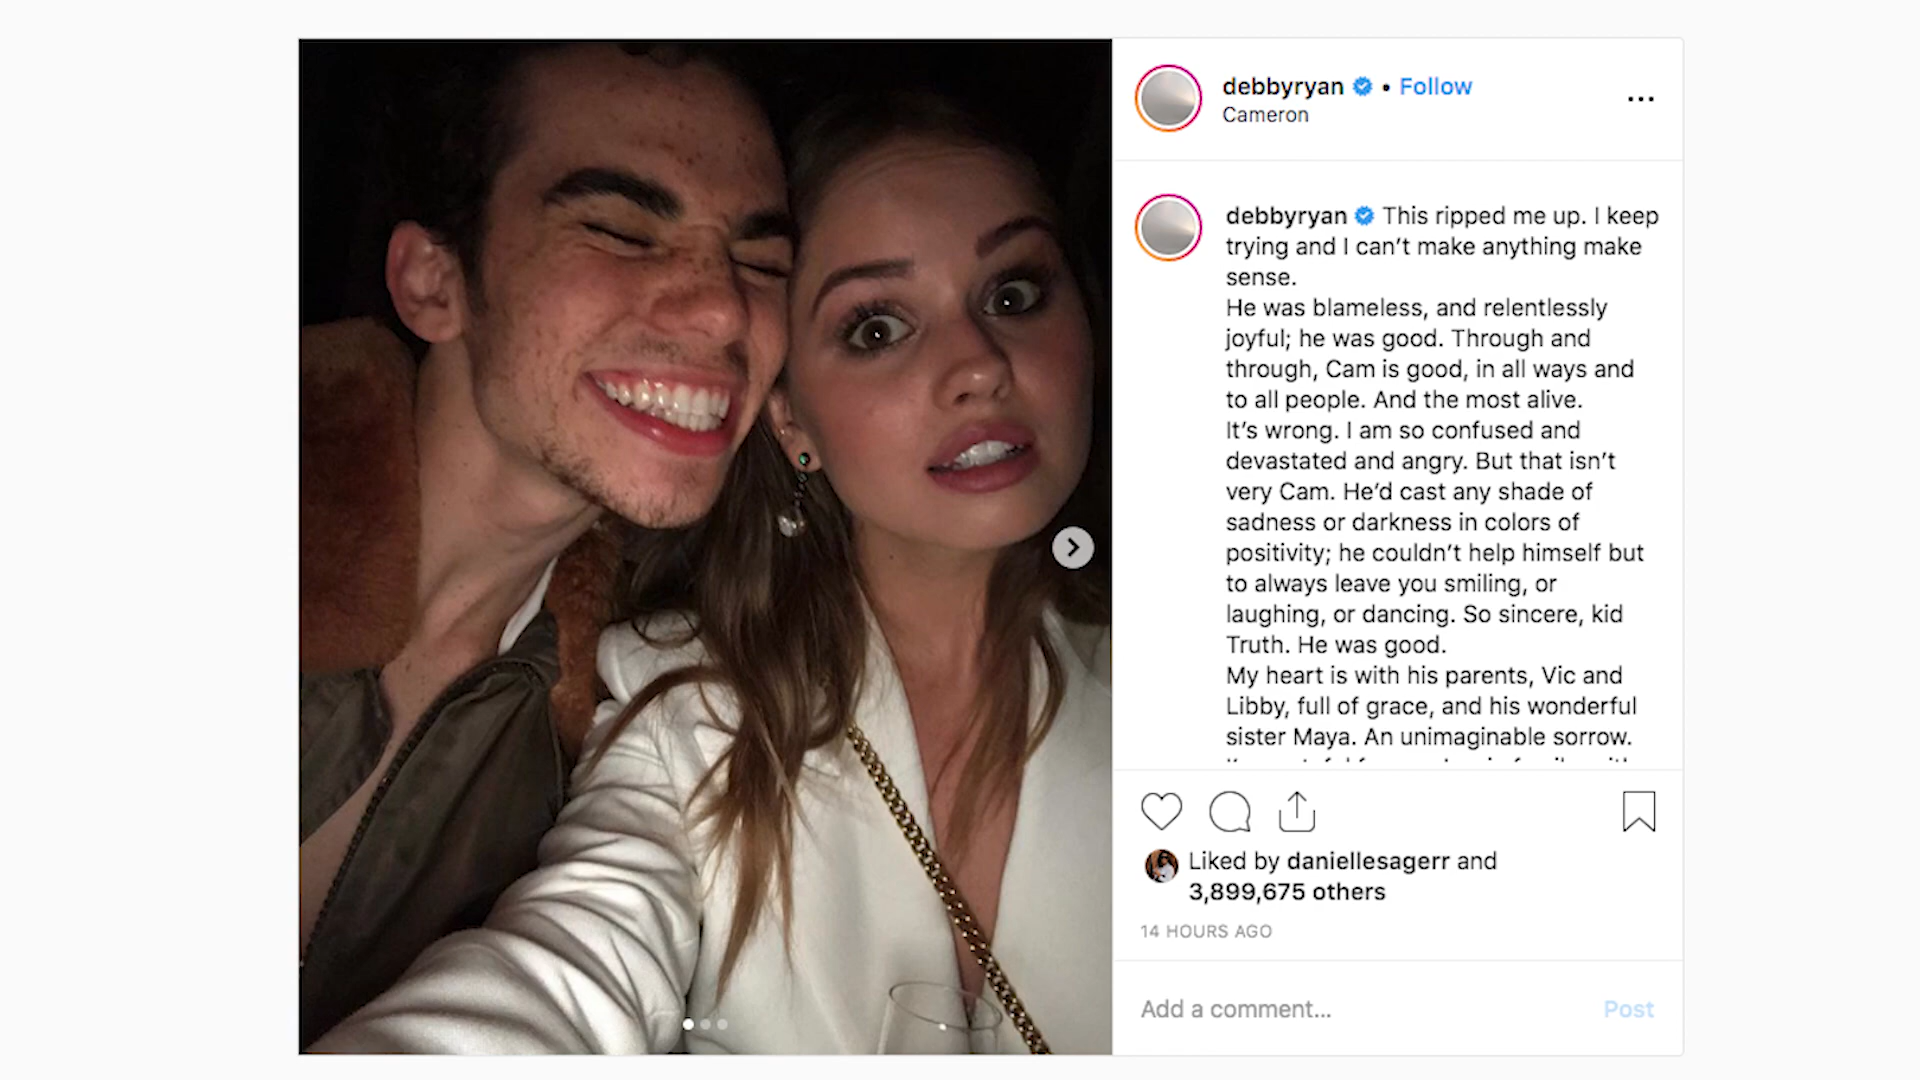 debbyryan • Follow
Cameron
debbyryan This ripped me up. I keep
trying and I can’t make anything make
sense.
He was blameless, and relentlessly
joyful; he was good. Through and
through, Cam is good, in all ways and
to all people. And the most alive.
It’s wrong. I am so confused and
devastated and angry. But that isn’t
very Cam. He’d cast any shade of
sadness or darkness in colors of
positivity; he couldn’t help himself but
to always leave you smiling, or
laughing, or dancing. So sincere, kid
Truth. He was good.
My heart is with his parents, Vic and
Libby, full of grace, and his wonderful
sister Maya. An unimaginable sorrow.
Liked by daniellesagerr and
3,899,675 others
14 HOURS AGO
Add a comment... Post